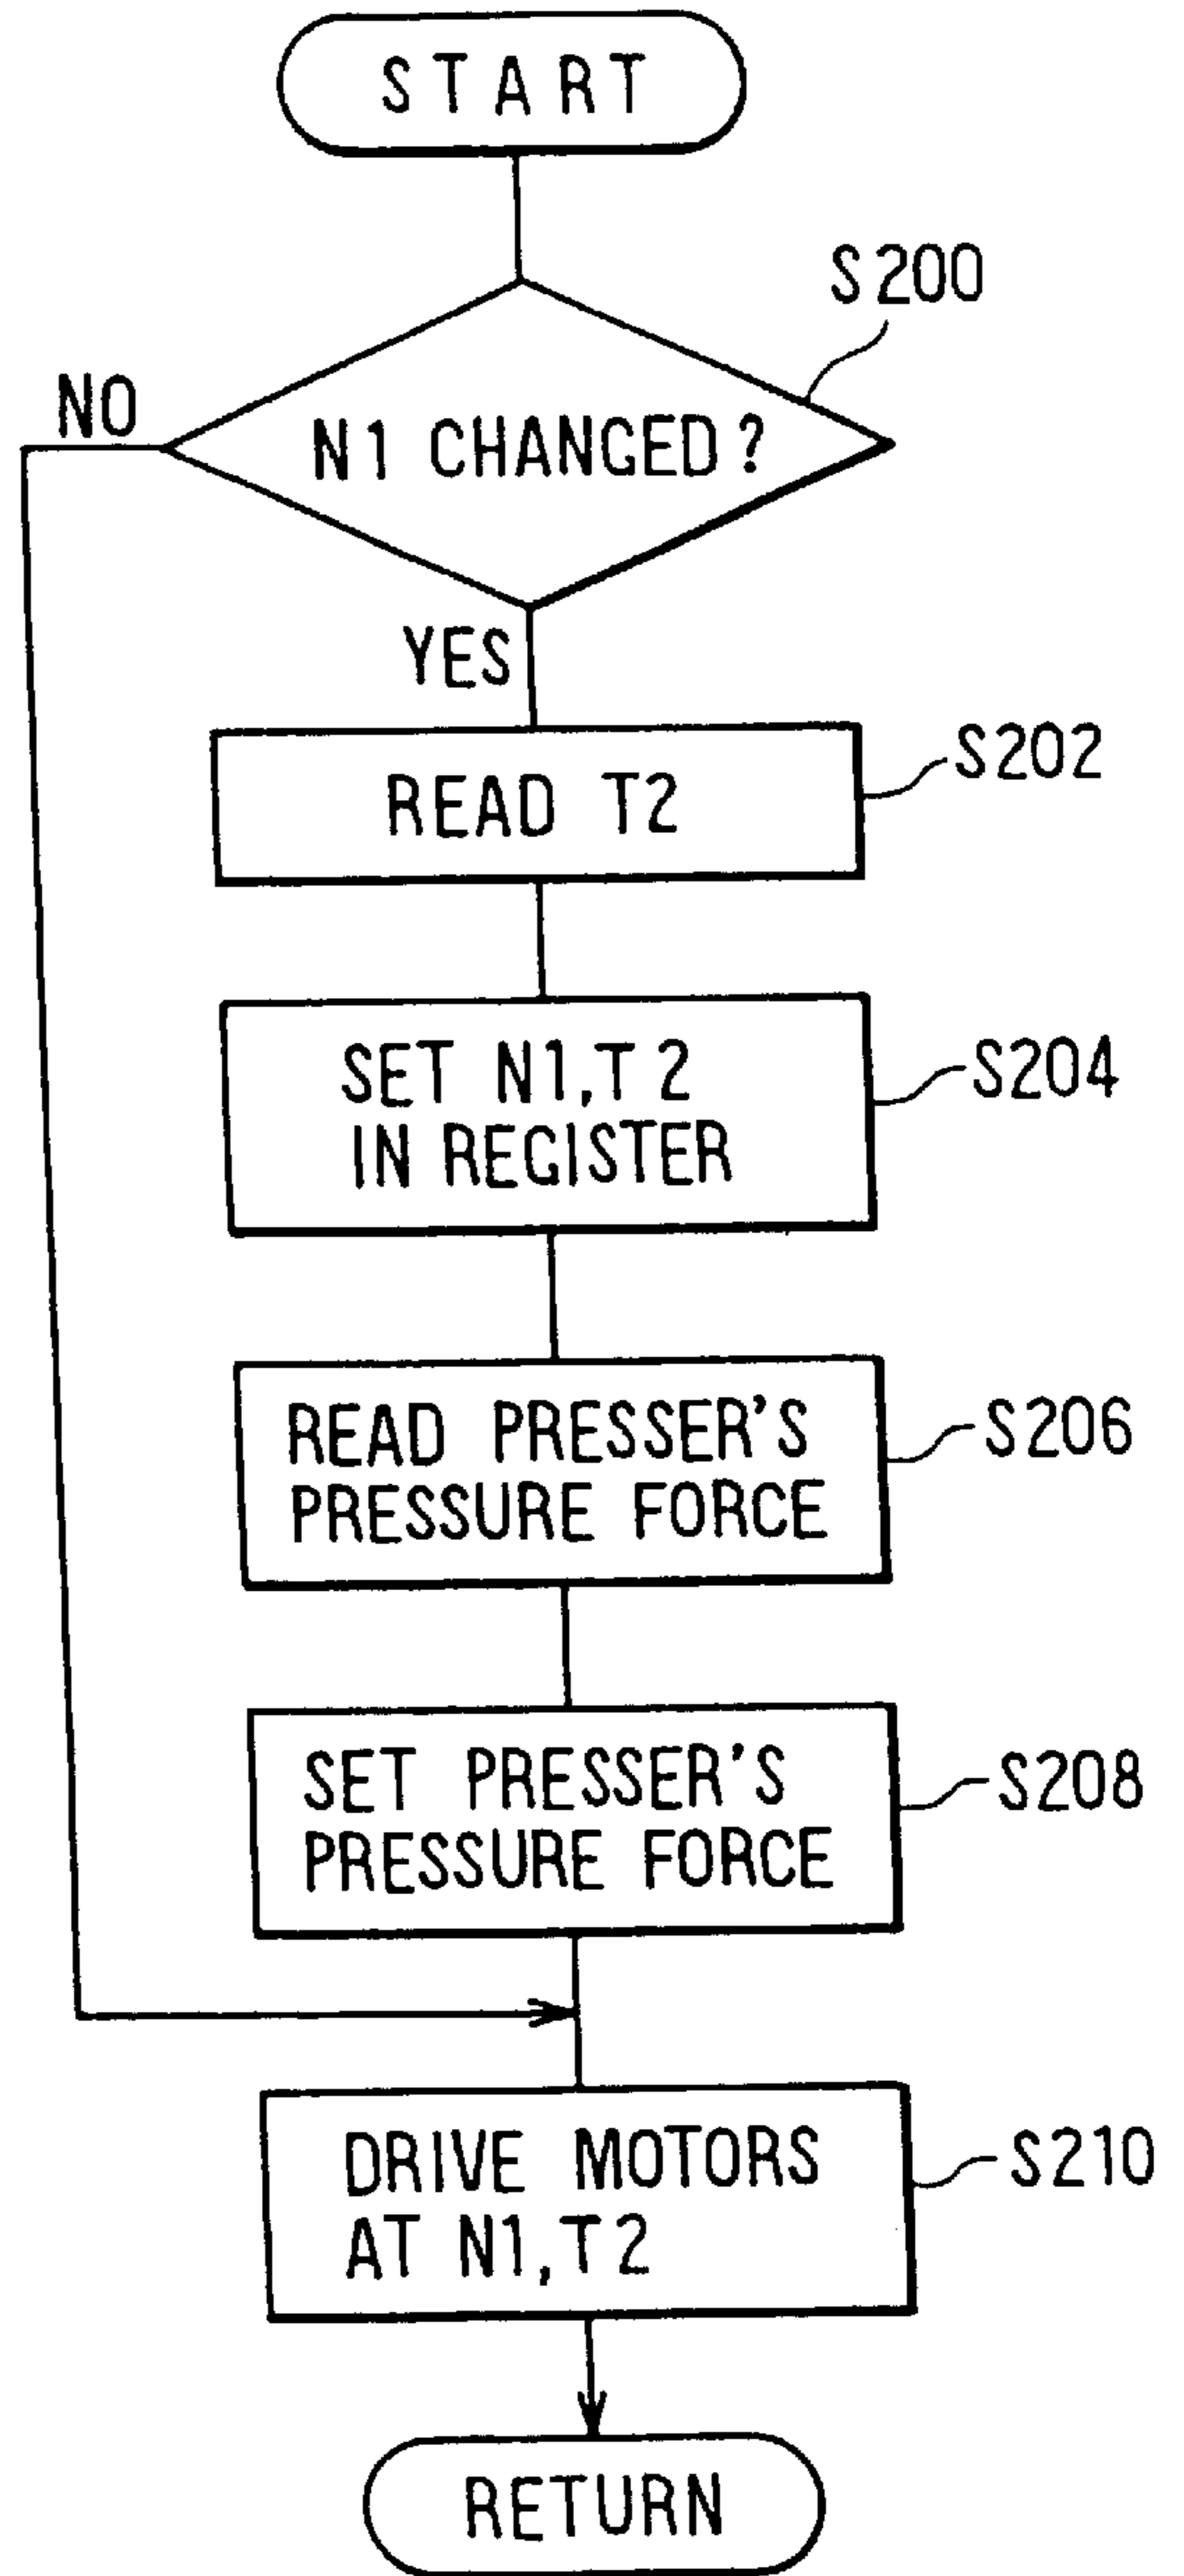 START
S200
NO
N1 CHANGED?
YES
S202
READ T2
S204
SET N1,T2
IN REGISTER
S206
READ PRESSER'S
PRESSURE FORCE
S208
SET PRESSER'S
PRESSURE FORCE
S210
DRIVE MOTORS
AT N1,T2
RETURN